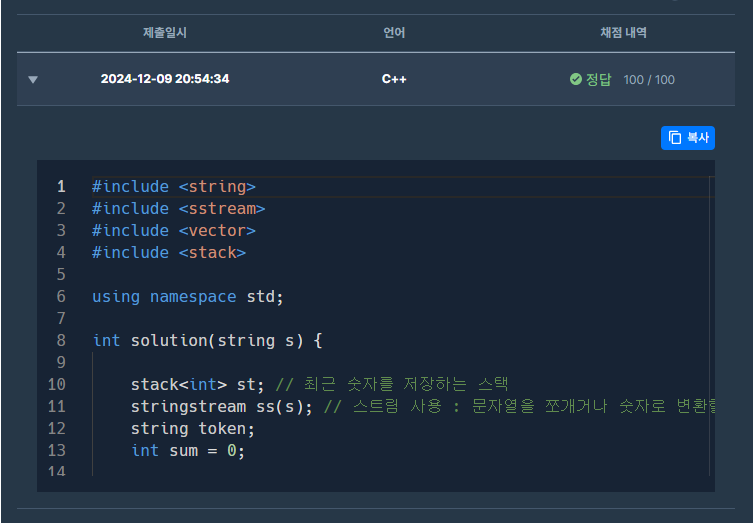 제출일시 언어 채점 내역
2024-12-09 20:54:34 C++ 정답 100 / 100
복사
1 #include <string>
2 #include <sstream>
3 #include <vector>
4 #include <stack>
5
6 using namespace std;
7
8 int solution(string s) {
9
10 stack<int> st; // 최근 숫자를 저장하는 스택
11 stringstream ss(s); // 스트림 사용 : 문자열을 쪼개거나 숫자로 변환할
12 string token;
13 int sum = 0;
14